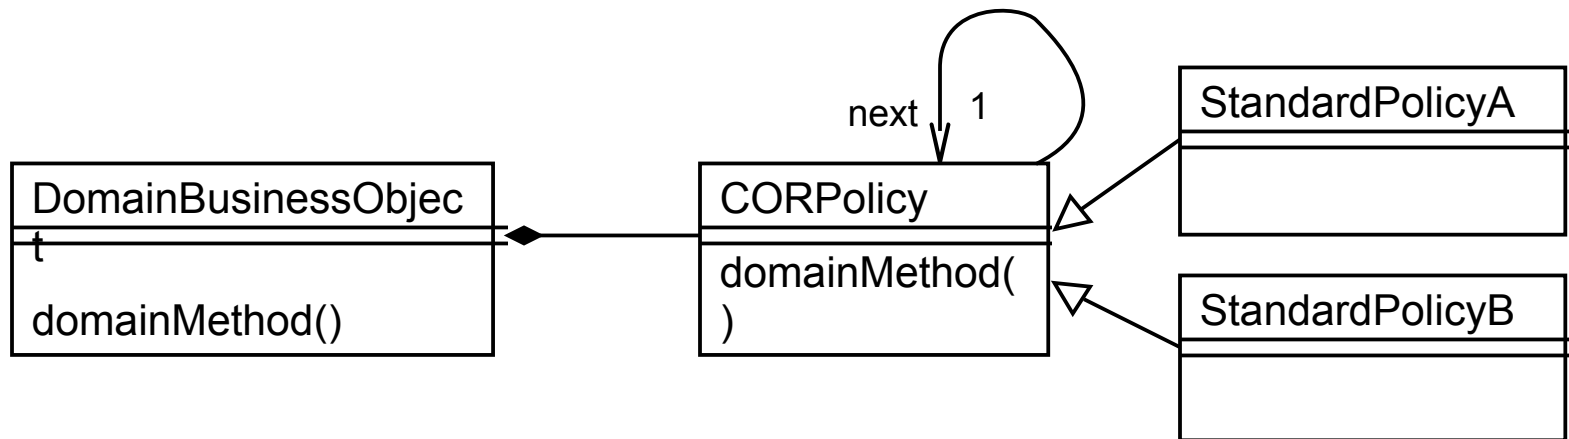 next 1
StandardPolicyA
DomainBusinessObjec
t
domainMethod()
CORPolicy
domainMethod(
)
StandardPolicyB